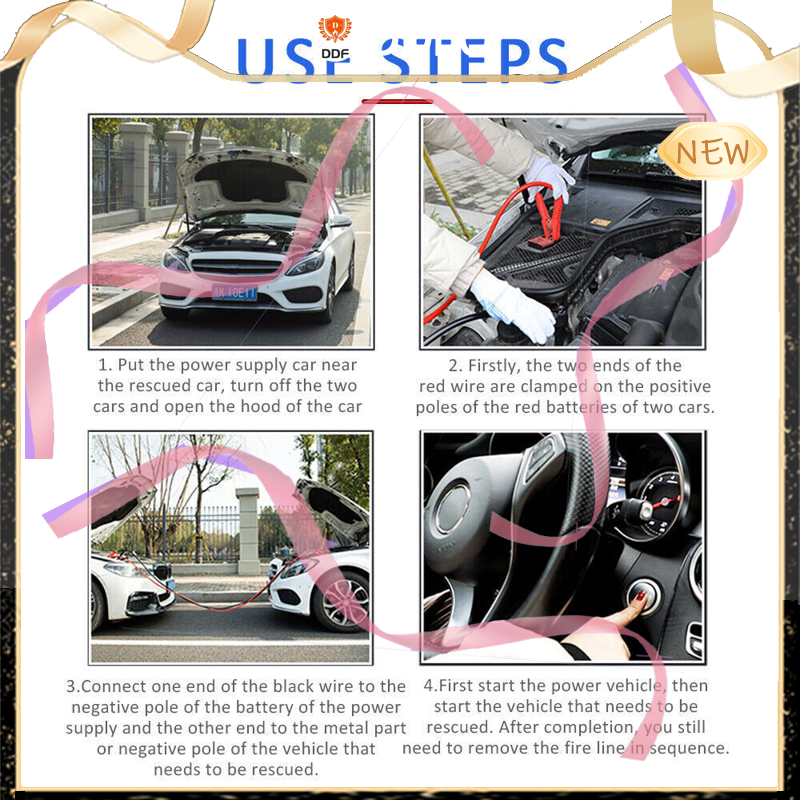 DDF
USE STEPS
NEW
1. Put the power supply car near
the rescued car, turn off the two
cars and open the hood of the car
2. Firstly, the two ends of the
red wire are clamped on the positive
poles of the red batteries of two cars.
3.Connect one end of the black wire to the
negative pole of the battery of the power
supply and the other end to the metal part
or negative pole of the vehicle that
needs to be rescued.
4.First start the power vehicle, then
start the vehicle that needs to be
rescued. After completion, you still
need to remove the fire line in sequence.